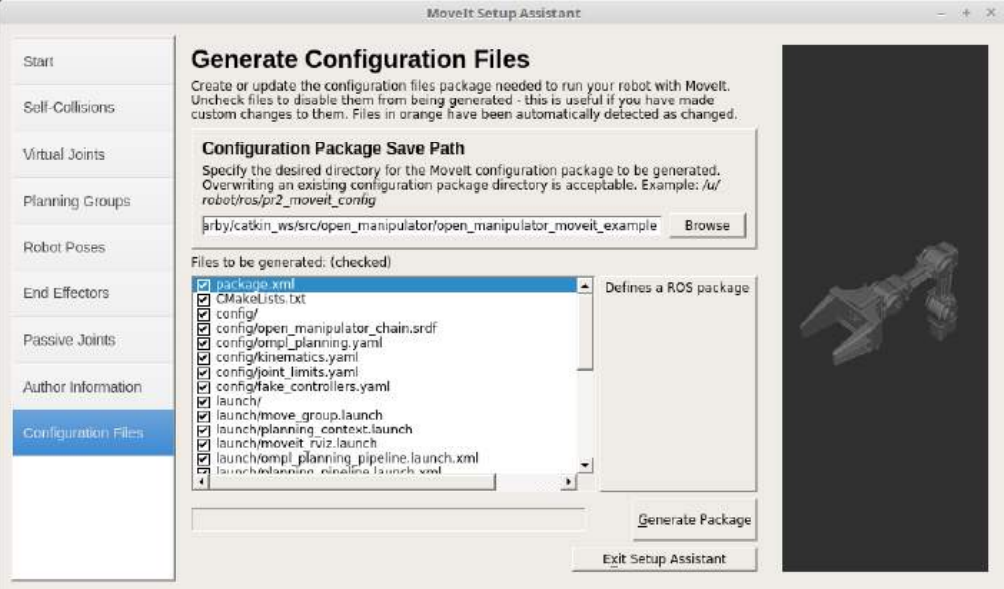 MoveIt Setup Assistant
Start
Self-Collisions
Virtual Joints
Planning Groups
Robot Poses
End Effectors
Passive Joints
Author Information
Configuration Files
Generate Configuration Files
Create or update the configuration files package needed to run your robot with MoveIt.
Uncheck files to disable them from being generated - this is useful if you have made
custom changes to them. Files in orange have been automatically detected as changed.
Configuration Package Save Path
Specify the desired directory for the MoveIt configuration package to be generated.
Overwriting an existing configuration package directory is acceptable. Example: /u/
robot/ros/pr2_moveit_config
arby/catkin_ws/src/open_manipulator/open_manipulator_moveit_example
Browse
Files to be generated: (checked)
package.xml
CMakeLists.txt
config/
config/open_manipulator_chain.srdf
config/ompl_planning.yaml
config/kinematics.yaml
config/joint_limits.yaml
config/fake_controllers.yaml
launch/
launch/move_group.launch
launch/planning_context.launch
launch/moveit_rviz.launch
launch/ompl_planning_pipeline.launch.xml
launch/planning_pipeline.launch.xml
Defines a ROS package
Generate Package
Exit Setup Assistant